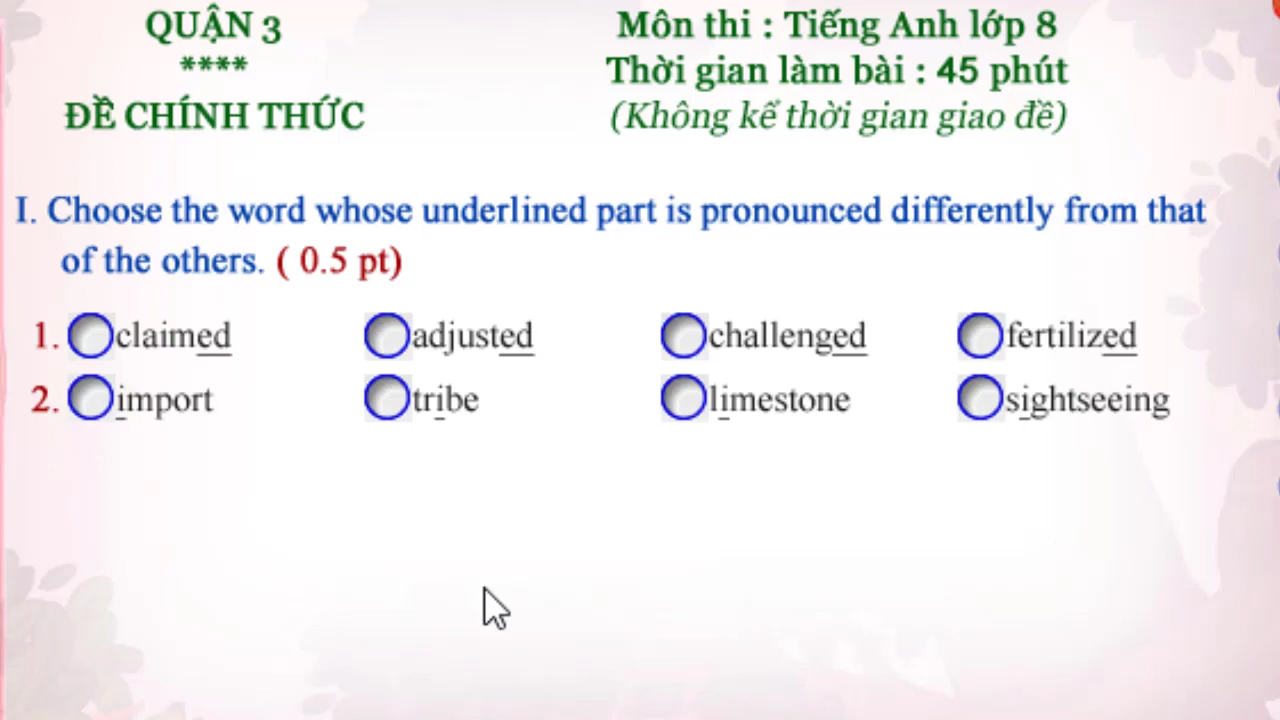 QUẬN 3
Môn thi : Tiếng Anh lớp 8
****
Thời gian làm bài : 45 phút
ĐỀ CHÍNH THỨC
(Không kể thời gian giao đề)
I. Choose the word whose underlined part is pronounced differently from that
of the others. ( 0.5 pt)
1. claimed adjusted challenged fertilized
2. import tribe limestone sightseeing